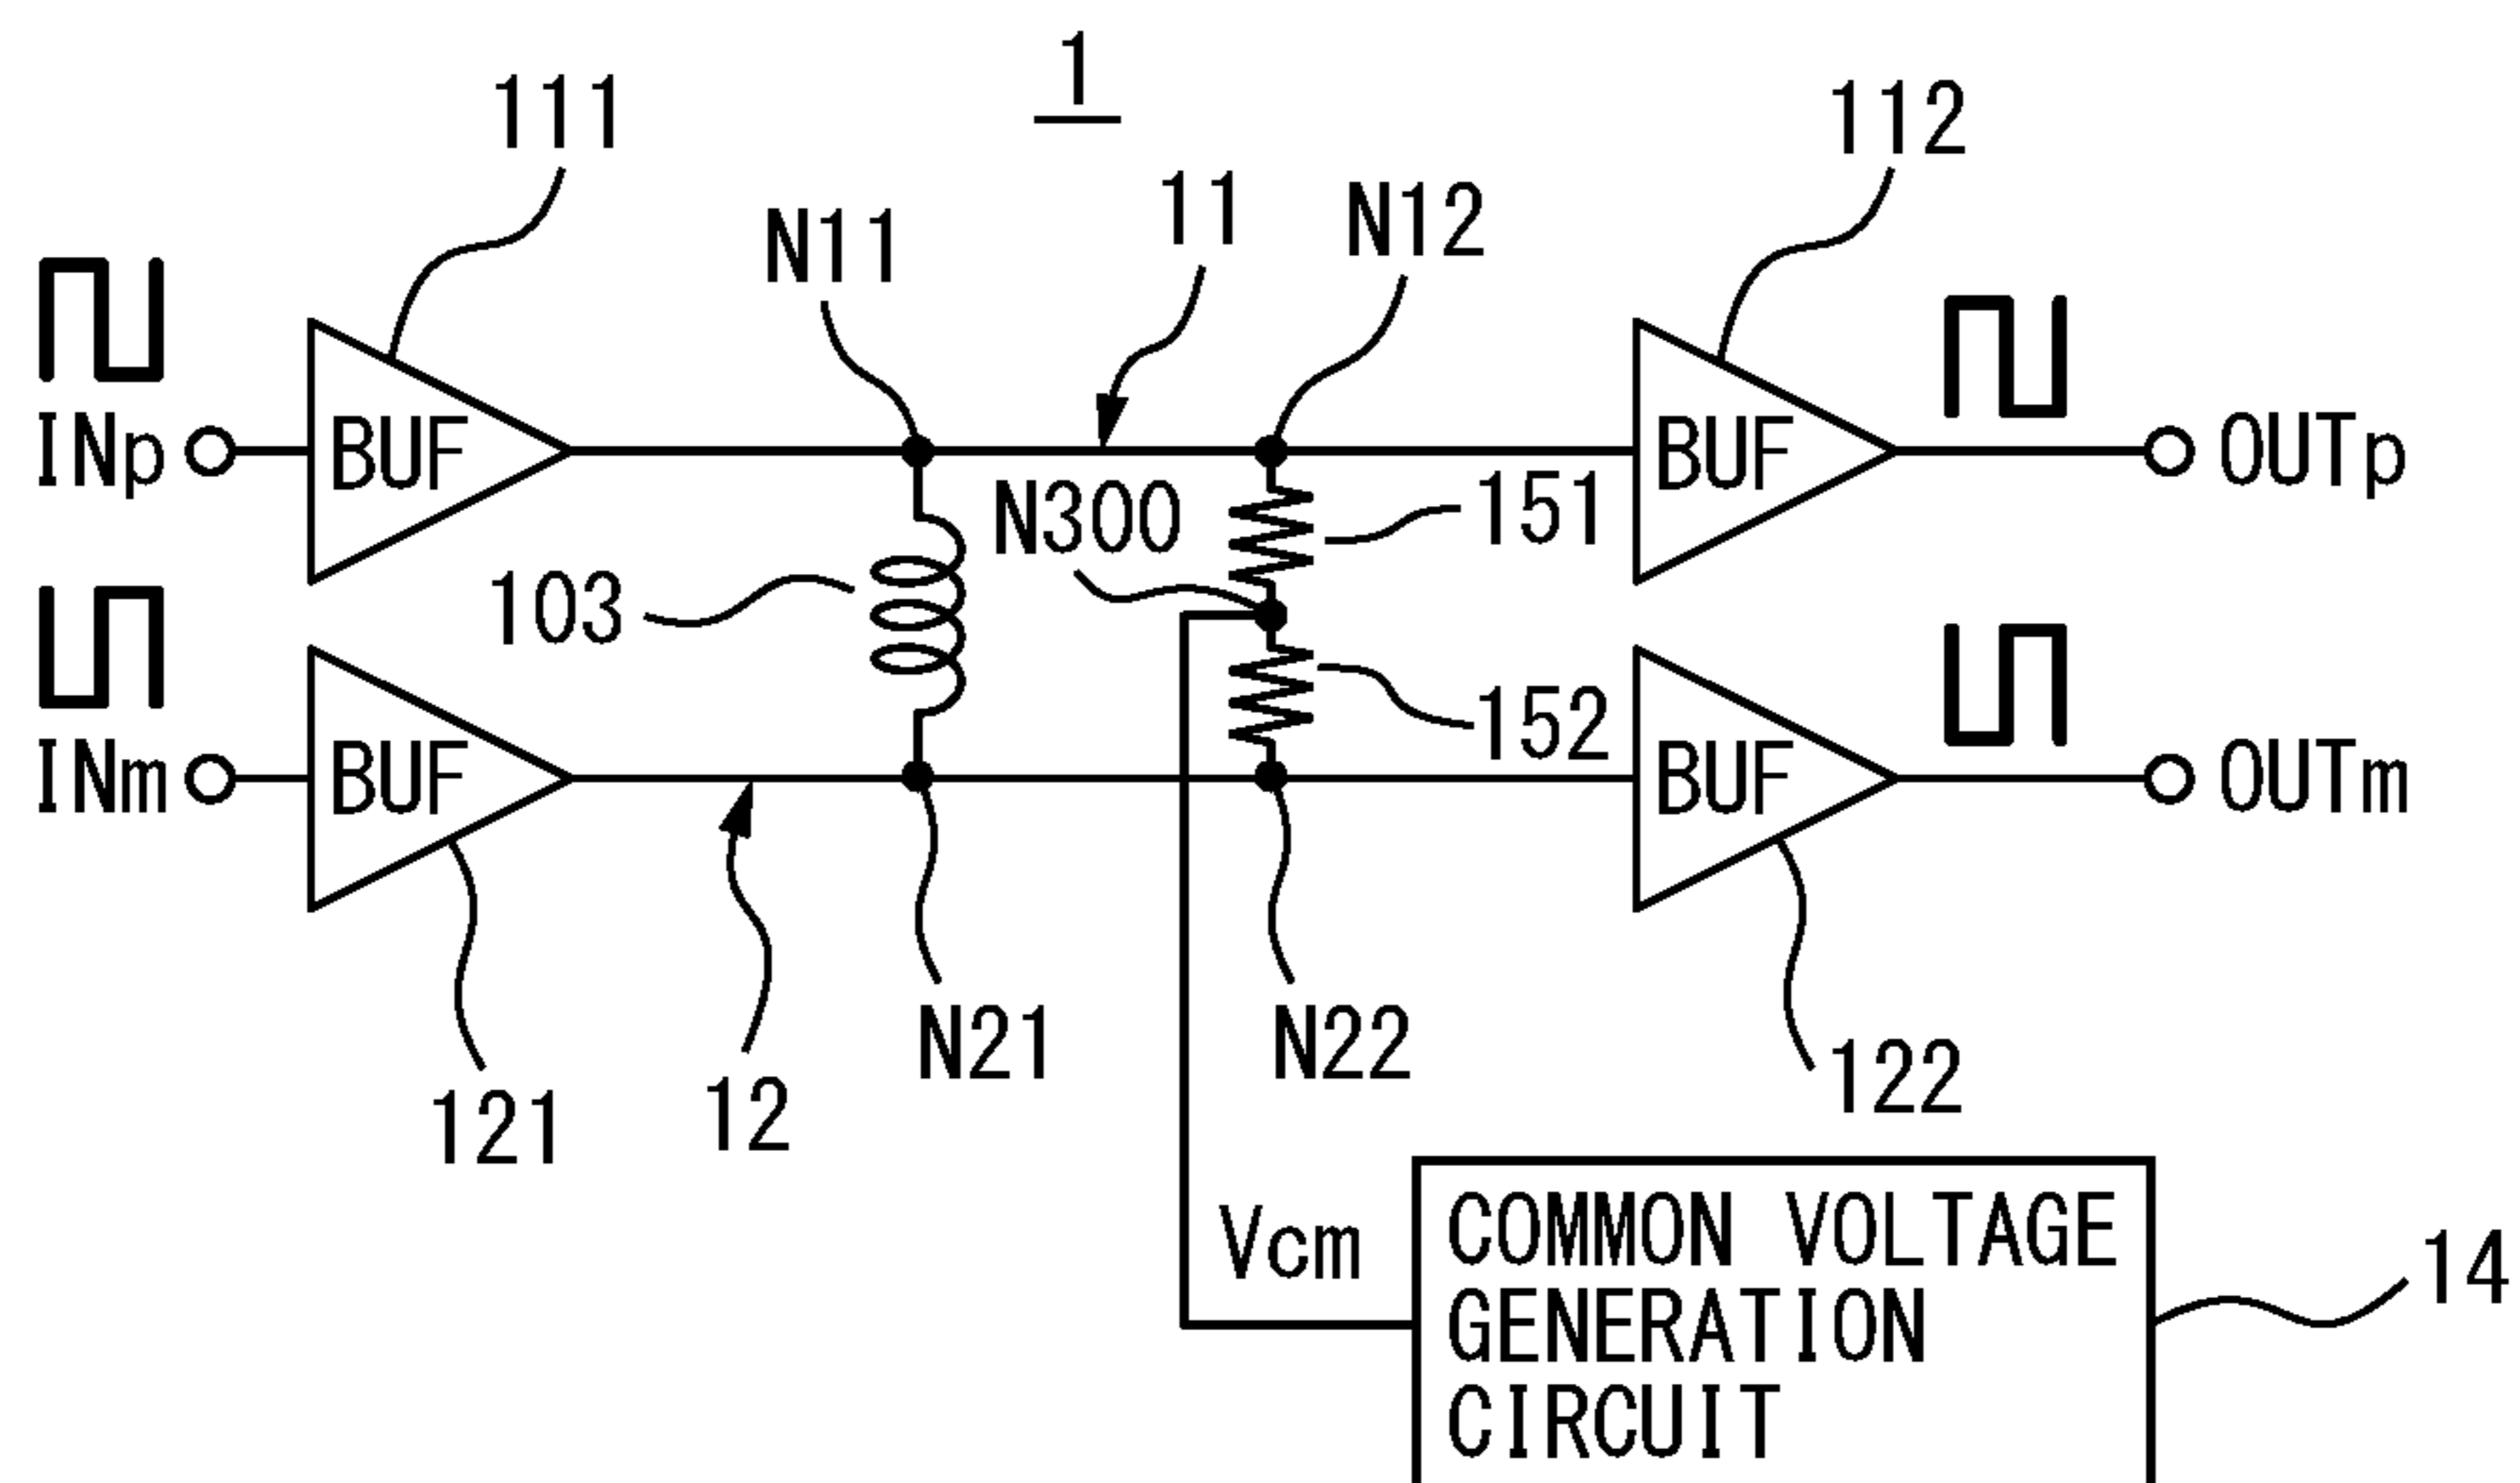 1
111
112
11
N11
N12
INp
BUF
BUF
OUTp
N300
151
103
152
INm
BUF
BUF
OUTm
N21
N22
121
12
122
Vcm
COMMON VOLTAGE
GENERATION
CIRCUIT
14